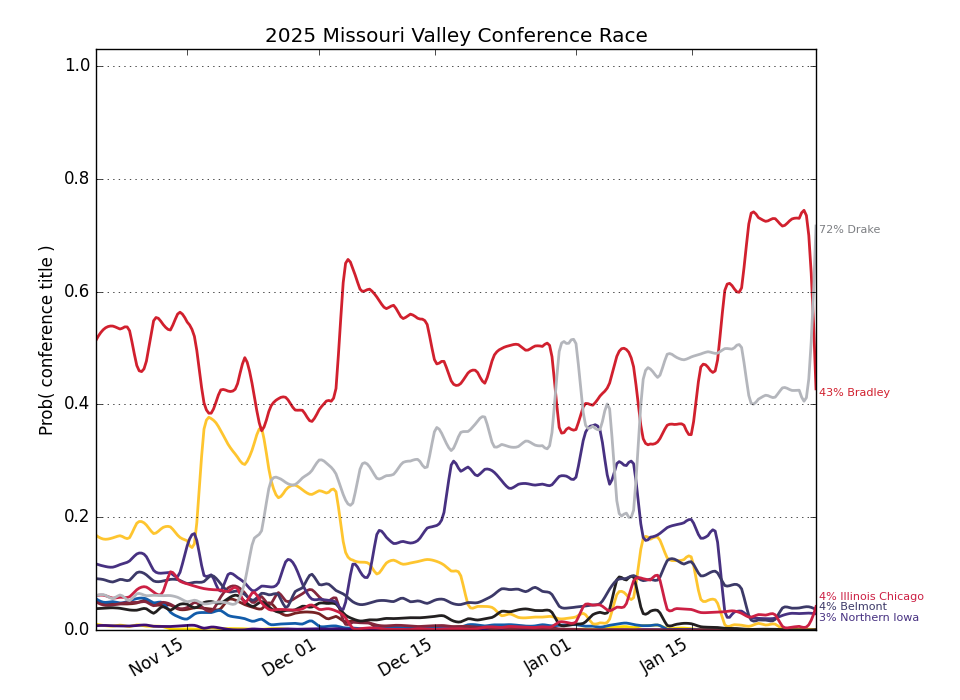 2025 Missouri Valley Conference Race
Prob( conference title )
1.0
0.8
0.6
0.4
0.2
0.0
72% Drake
43% Bradley
4% Illinois Chicago
4% Belmont
3% Northern Iowa
Nov 15
Dec 01
Dec 15
Jan 01
Jan 15